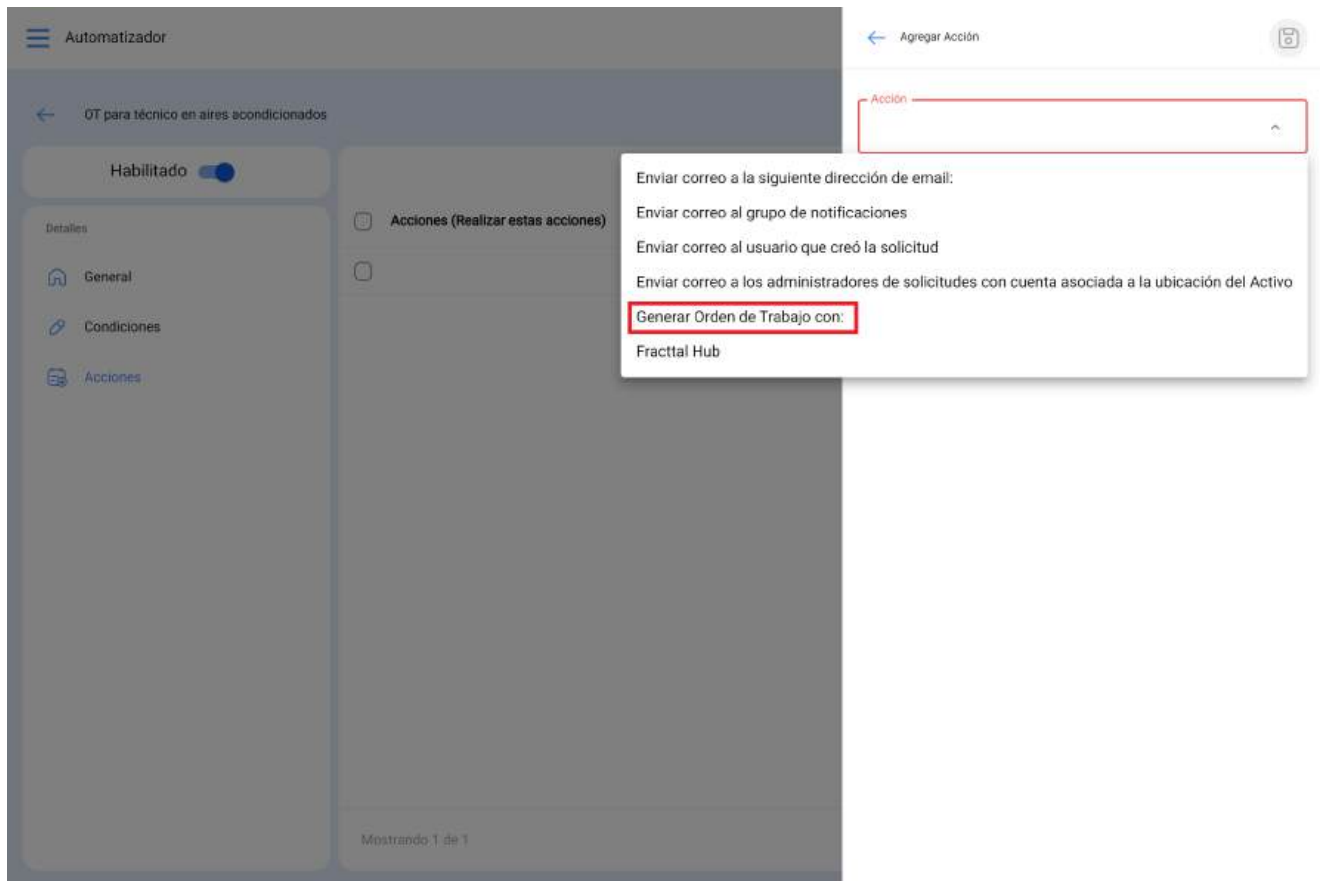 Automatizador
OT para técnico en aires acondicionados
Habilitado
Detalles
General
Condiciones
Acciones
Acciones (Realizar estas acciones)
Mostrando 1 de 1
Agregar Acción
Acción
Enviar correo a la siguiente dirección de email:
Enviar correo al grupo de notificaciones
Enviar correo al usuario que creó la solicitud
Enviar correo a los administradores de solicitudes con cuenta asociada a la ubicación del Activo
Generar Orden de Trabajo con:
Fracttal Hub